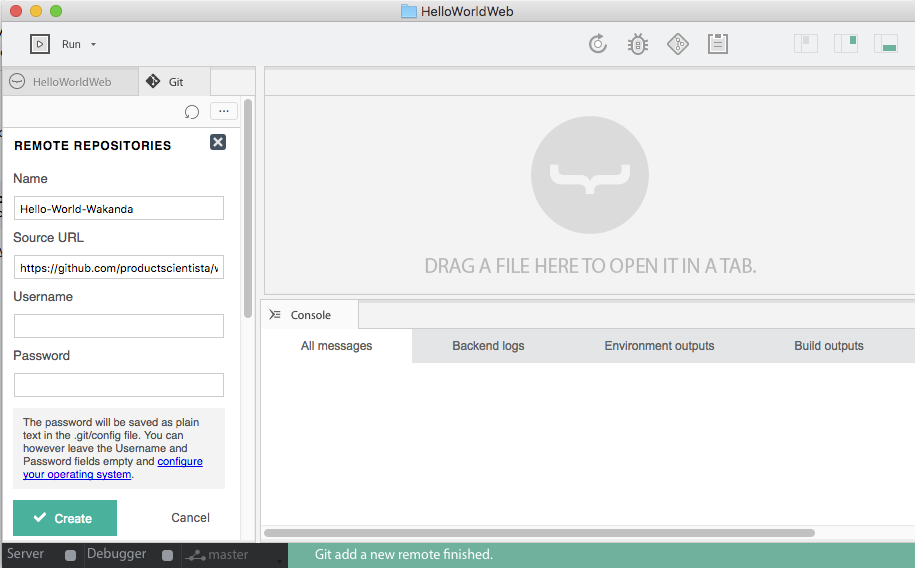 HelloWorldWeb
Run
HelloWorldWeb
Git
...
REMOTE REPOSITORIES
Name
Hello-World-Wakanda
Source URL
https://github.com/productscientista/w
Username
Password
The password will be saved as plain
text in the .git/config file. You can
however leave the Username and
Password fields empty and configure
your operating system.
Create
Cancel
DRAG A FILE HERE TO OPEN IT IN A TAB.
Console
All messages
Backend logs
Environment outputs
Build outputs
Server
Debugger
master
Git add a new remote finished.